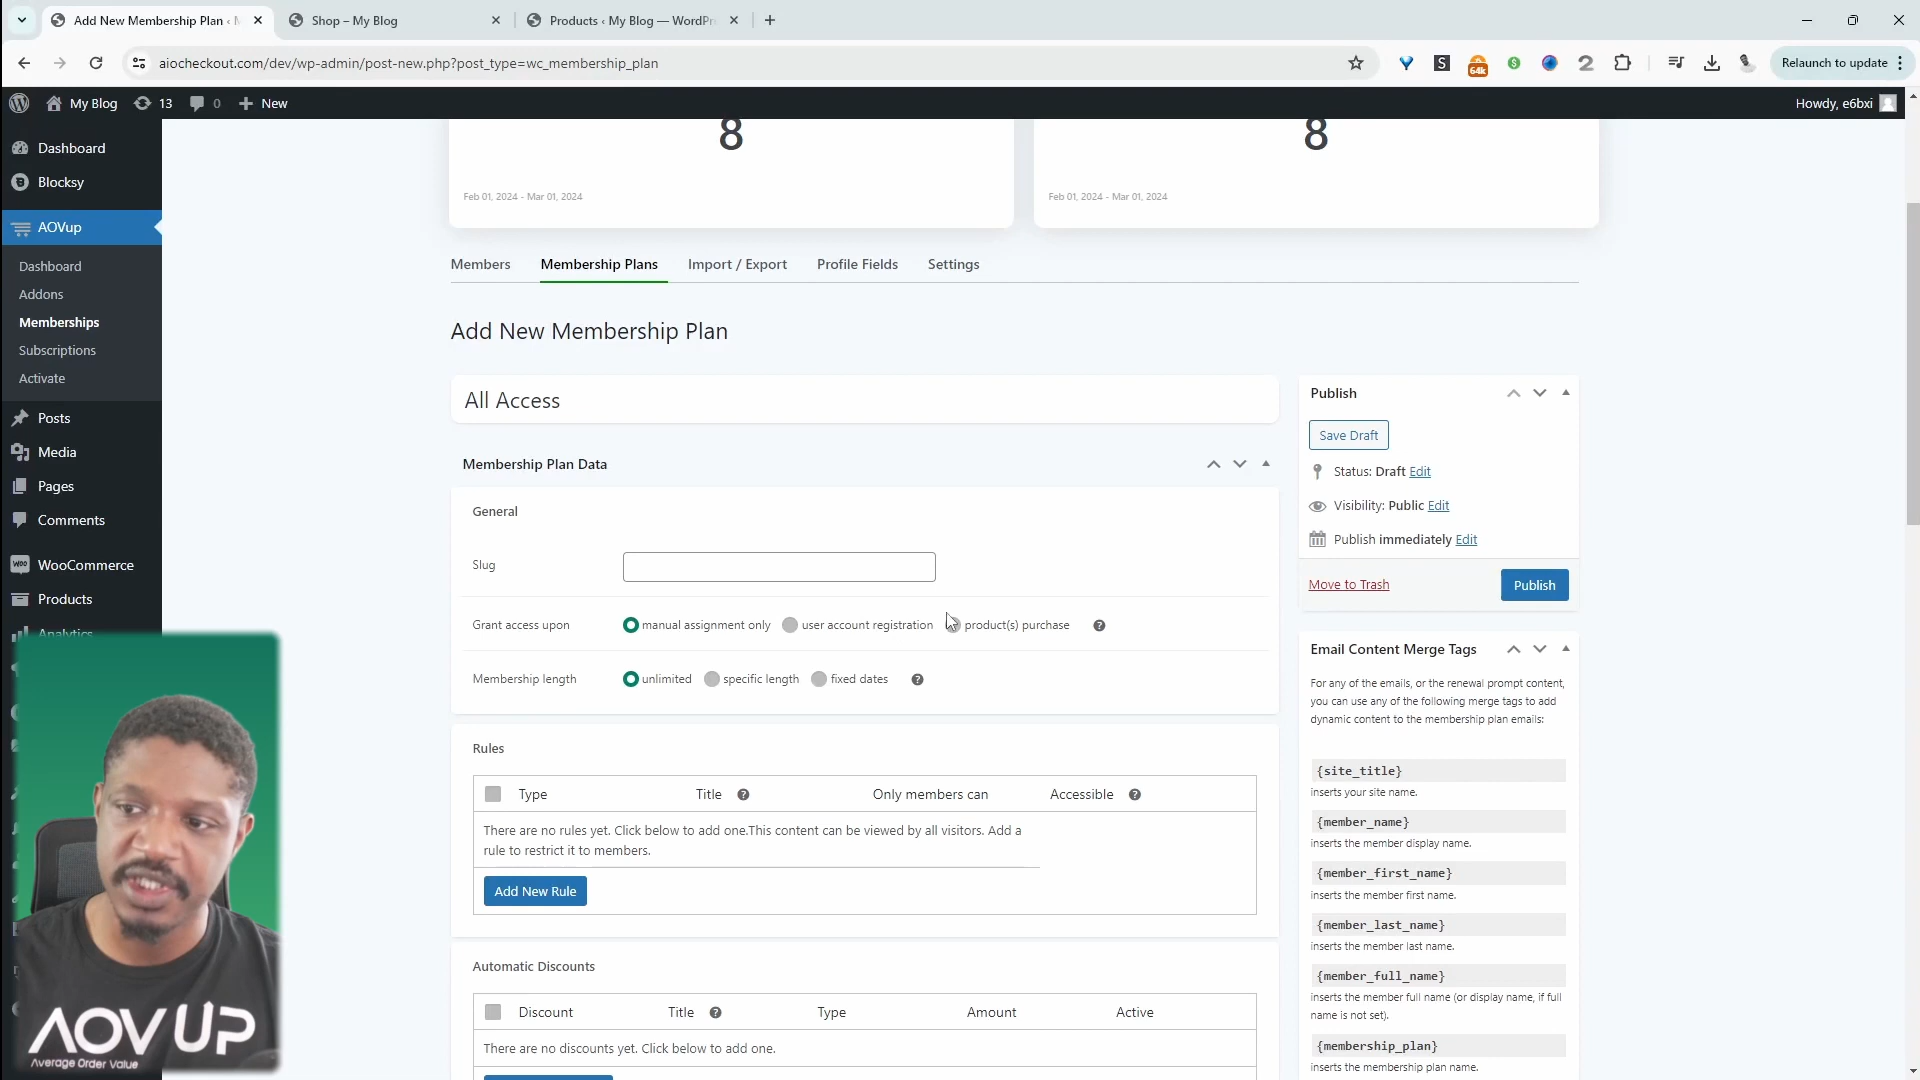 Add New Membership Plan ‹ M
Shop – My Blog
Products ‹ My Blog — WordPr
aiocheckout.com/dev/wp-admin/post-new.php?post_type=wc_membership_plan
S
64k
$
2
Relaunch to update
My Blog
13
0
New
Howdy, e6bxi
Dashboard
Blocksy
AOVup
Dashboard
Addons
Memberships
Subscriptions
Activate
Posts
Media
Pages
Comments
WooCommerce
Products
Analytics
8
8
Feb 01, 2024 - Mar 01, 2024
Feb 01, 2024 - Mar 01, 2024
Members
Membership Plans
Import / Export
Profile Fields
Settings
Add New Membership Plan
All Access
Membership Plan Data
General
Slug
Grant access upon
manual assignment only
user account registration
product(s) purchase
Membership length
unlimited
specific length
fixed dates
Rules
Type
Title
Only members can
Accessible
There are no rules yet. Click below to add one.This content can be viewed by all visitors. Add a
rule to restrict it to members.
Add New Rule
Automatic Discounts
Discount
Title
Type
Amount
Active
There are no discounts yet. Click below to add one.
Publish
Save Draft
Status: Draft Edit
Visibility: Public Edit
Publish immediately Edit
Move to Trash
Publish
Email Content Merge Tags
For any of the emails, or the renewal prompt content,
you can use any of the following merge tags to add
dynamic content to the membership plan emails:
{site_title}
inserts your site name.
{member_name}
inserts the member display name.
{member_first_name}
inserts the member first name.
{member_last_name}
inserts the member last name.
{member_full_name}
inserts the member full name (or display name, if full
name is not set).
{membership_plan}
inserts the membership plan name.
AOV UP
Average Order Value